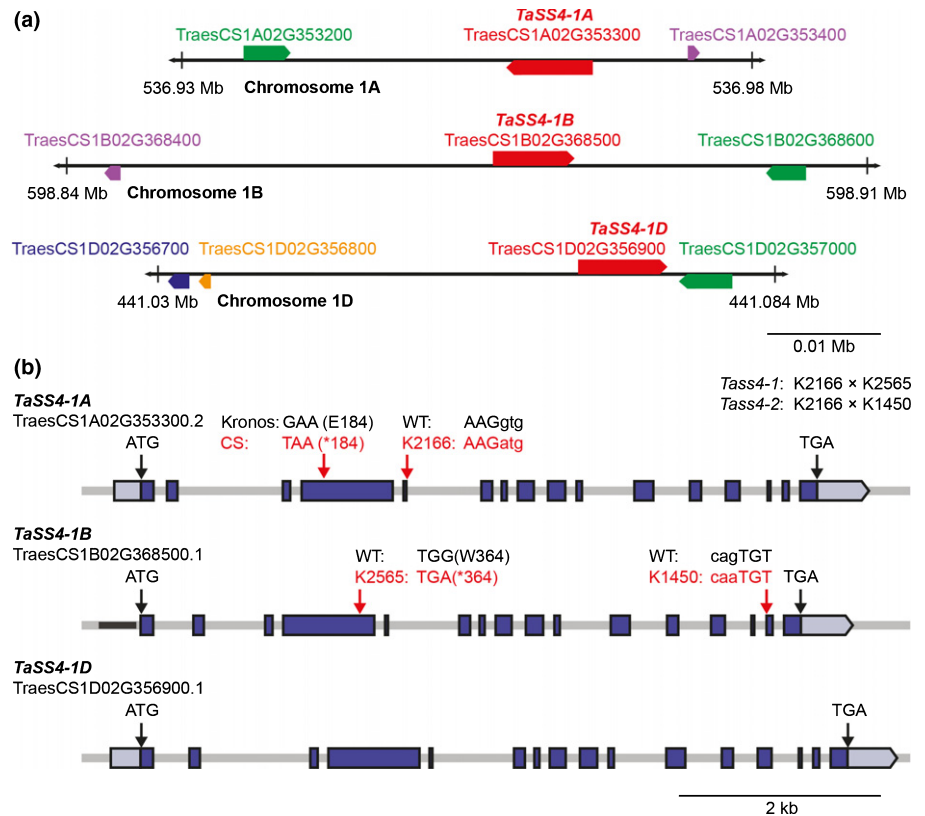 (a)
TaSS4-1A
TraesCS1A02G353200 TraesCS1A02G353300 TraesCS1A02G353400
536.93 Mb Chromosome 1A 536.98 Mb
TaSS4-1B
TraesCS1B02G368400 TraesCS1B02G368500 TraesCS1B02G368600
598.84 Mb Chromosome 1B 598.91 Mb
TaSS4-1D
TraesCS1D02G356700 TraesCS1D02G356800 TraesCS1D02G356900 TraesCS1D02G357000
441.03 Mb Chromosome 1D 441.084 Mb
0.01 Mb
(b)
Tass4-1: K2166 × K2565
Tass4-2: K2166 × K1450
TaSS4-1A
TraesCS1A02G353300.2
Kronos: GAA (E184) WT: AAGgtg
ATG CS: TAA (*184) K2166: AAGatg TGA
TaSS4-1B
TraesCS1B02G368500.1
WT: TGG(W364) WT: cagTGT
ATG K2565: TGA(*364) K1450: caaTGT TGA
TaSS4-1D
TraesCS1D02G356900.1
ATG TGA
2 kb